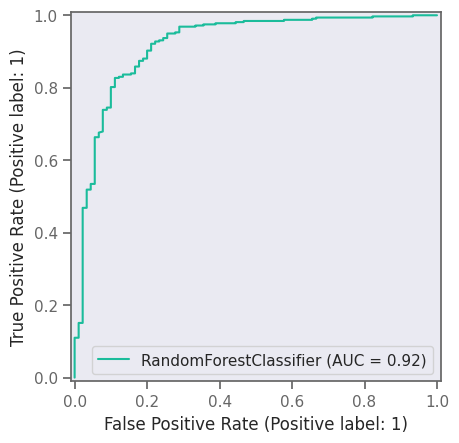 1.0
0.8
0.6
0.4
0.2
0.0
True Positive Rate (Positive label: 1)
RandomForestClassifier (AUC = 0.92)
0.0 0.2 0.4 0.6 0.8 1.0
False Positive Rate (Positive label: 1)